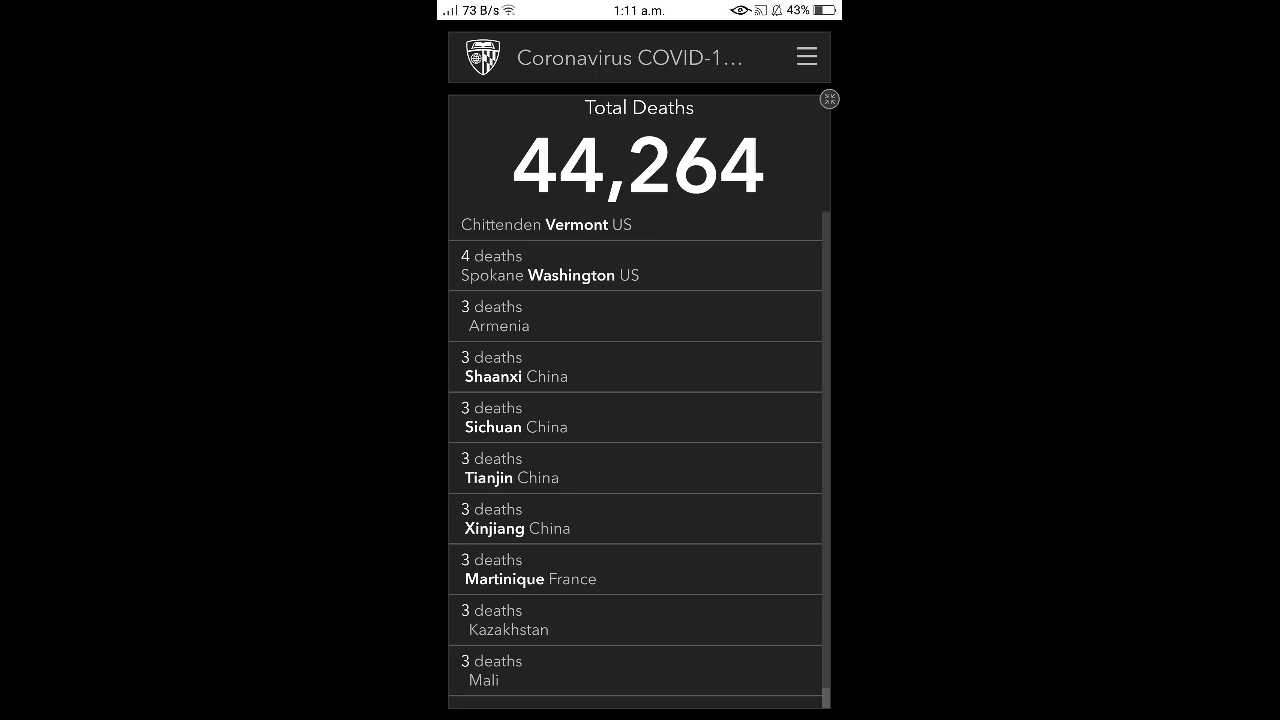 73 B/s
1:11 a.m.
43%
Coronavirus COVID-1...
Total Deaths
44,264
Chittenden Vermont US
4 deaths
Spokane Washington US
3 deaths
Armenia
3 deaths
Shaanxi China
3 deaths
Sichuan China
3 deaths
Tianjin China
3 deaths
Xinjiang China
3 deaths
Martinique France
3 deaths
Kazakhstan
3 deaths
Mali